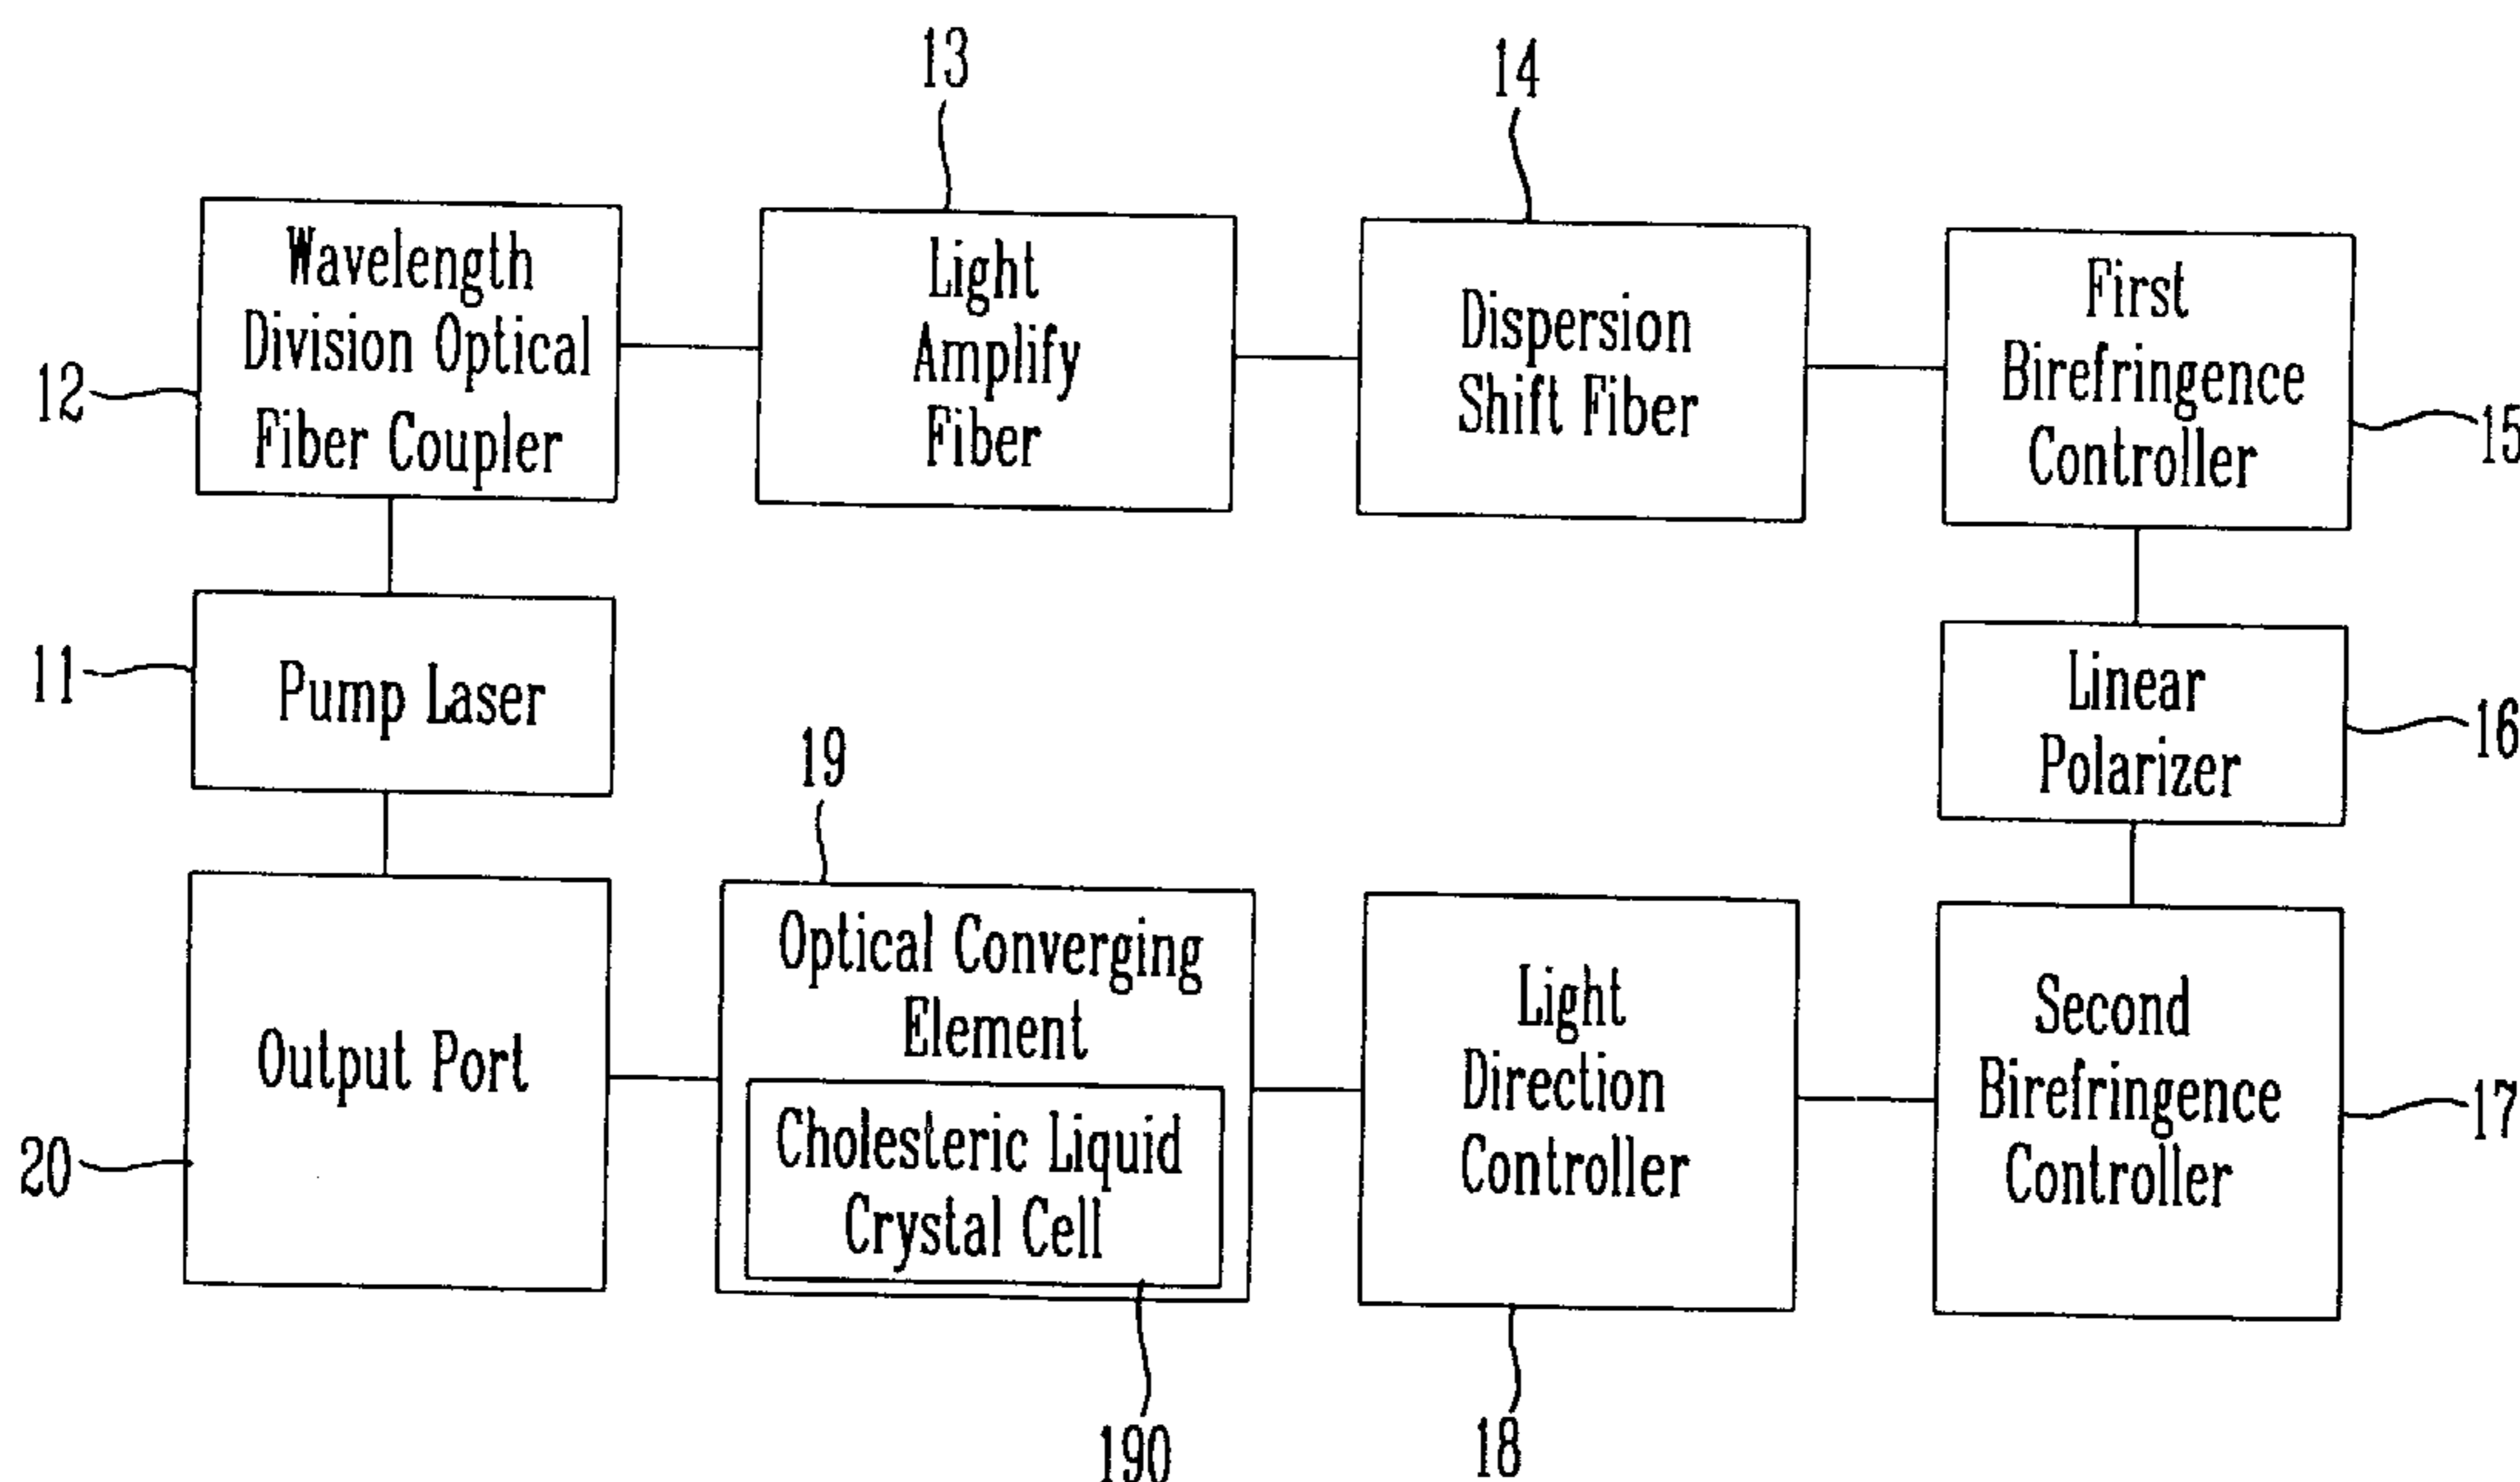 13
14
Wavelength
Division Optical
Fiber Coupler
Light
Amplify
Fiber
Dispersion
Shift Fiber
First
Birefringence
Controller
12
15
11
Pump Laser
Linear
Polarizer
16
19
Output Port
Optical Converging
Element
Cholesteric Liquid
Crystal Cell
Light
Direction
Controller
Second
Birefringence
Controller
17
20
190
18